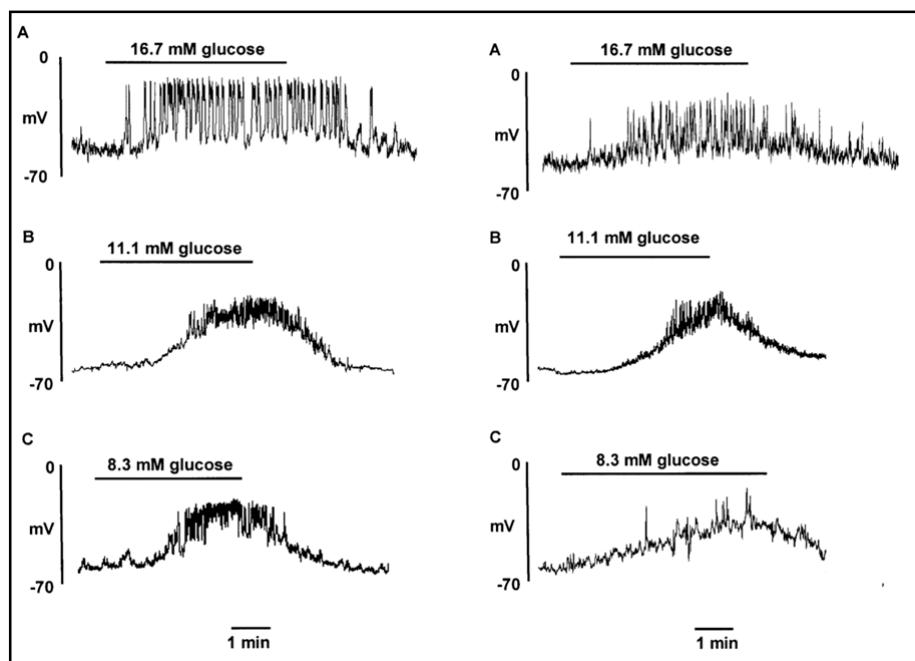 A
16.7 mM glucose
0
mV
-70
B
11.1 mM glucose
0
mV
-70
C
8.3 mM glucose
0
mV
-70
1 min
A
16.7 mM glucose
0
mV
-70
B
11.1 mM glucose
0
mV
-70
C
8.3 mM glucose
0
mV
-70
1 min